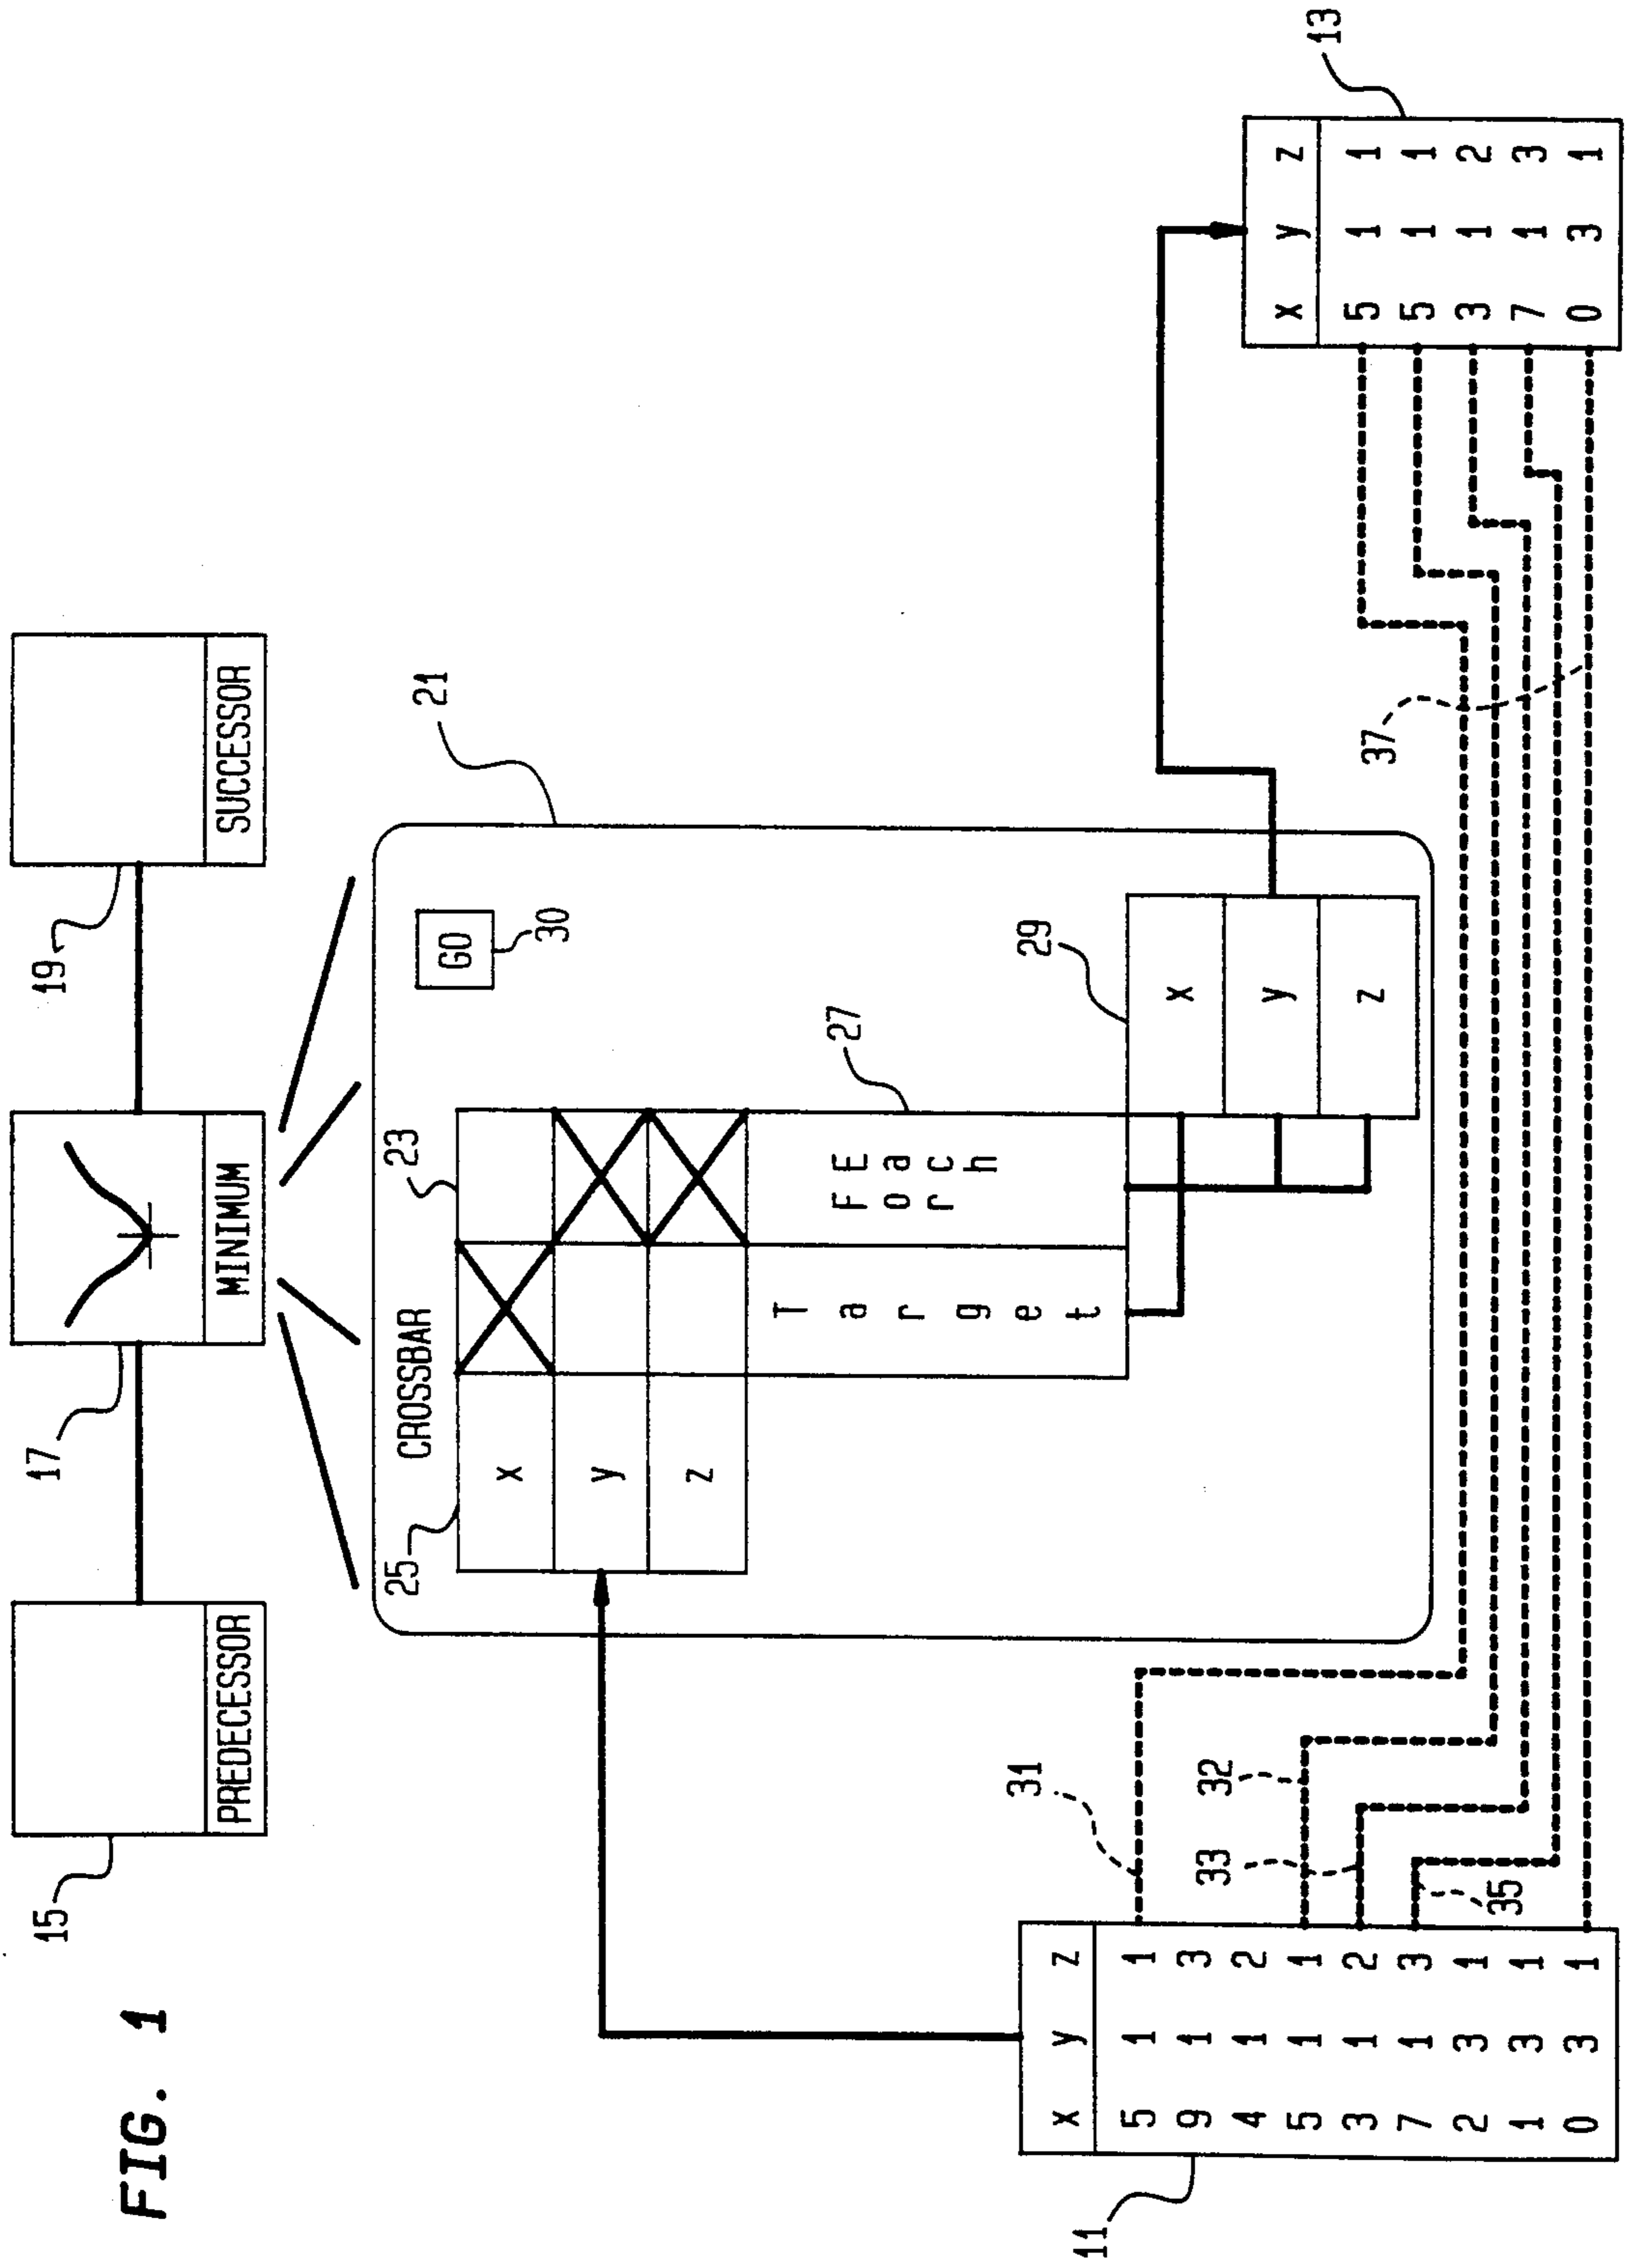 FIG. 1
15
PREDECESSOR
17
MINIMUM
19
SUCCESSOR
21
CROSSBAR
23
GO
30
25
x
y
z
Target
For Each
27
29
x
y
z
11
x y z
5 1 1
9 1 3
4 1 2
5 1 1
3 1 2
7 1 3
2 3 1
1 3 1
0 3 1
31
32
33
35
37
13
x y z
5 1 1
5 1 1
3 1 2
7 1 3
0 3 1